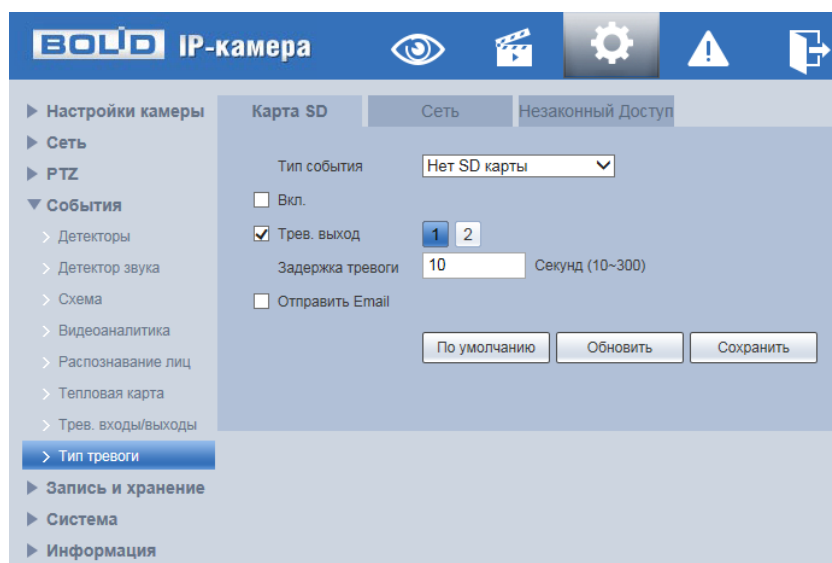 BOLID IP-камера
Настройки камеры
Сеть
PTZ
События
Детекторы
Детектор звука
Схема
Видеоаналитика
Распознавание лиц
Тепловая карта
Трев. входы/выходы
Тип тревоги
Запись и хранение
Система
Информация
Карта SD Сеть Незаконный Доступ
Тип события Нет SD карты
Вкл.
Трев. выход 1 2
Задержка тревоги 10 Секунд (10~300)
Отправить Email
По умолчанию Обновить Сохранить